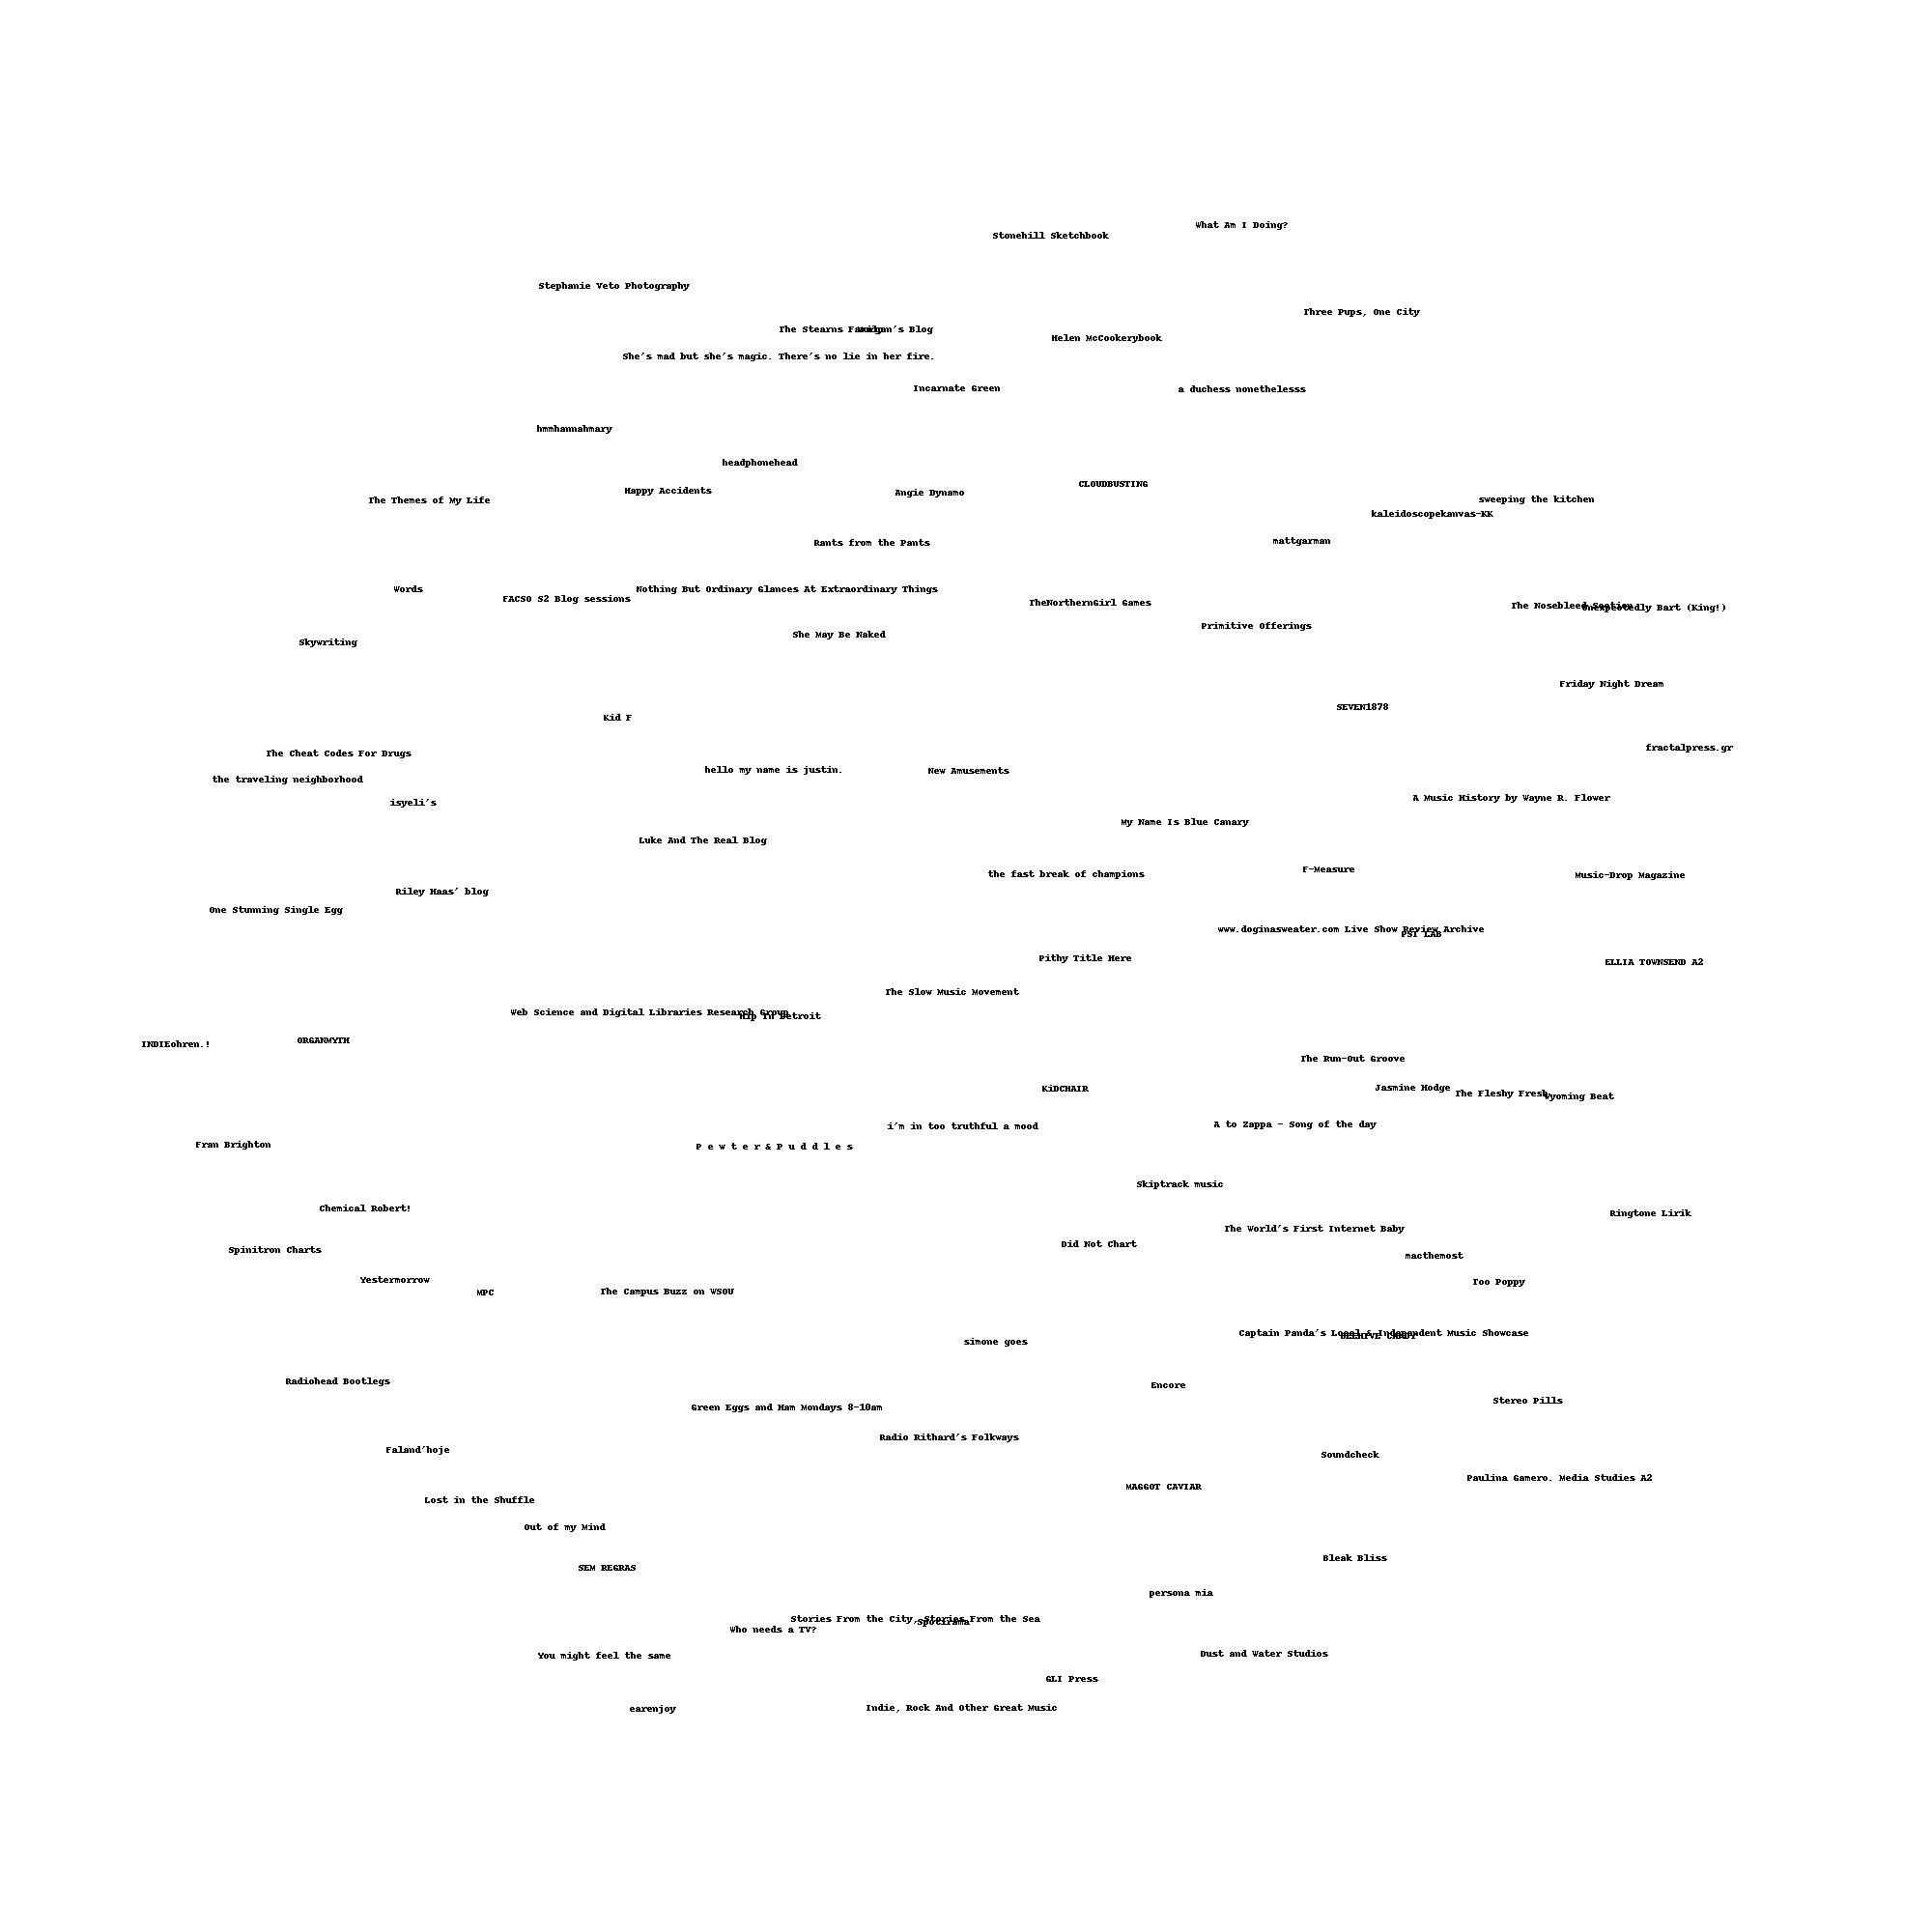 What Am I Doing?
Stonehill Sketchbook
Stephanie Veto Photography
Three Pups, One City
The Stearns Family
's Blog
Helen McCookerybook
She's mad but she's magic. There's no lie in her fire.
Incarnate Green
a duchess nonethelesss
hmmhannahmary
headphonehead
CLOUDBUSTING
Happy Accidents
Angie Dynamo
The Themes of My Life
sweeping the kitchen
kaleidoscopekanvas-KK
mattgarman
Rants from the Pants
Words
Nothing But Ordinary Glances At Extraordinary Things
FACSO S2 Blog sessions
TheNorthernGirl Games
The Nosebleed Section
Unexpectedly Bart (King!)
Primitive Offerings
She May Be Naked
Skywriting
Friday Night Dream
SEVEN1878
Kid F
fractalpress.gr
The Cheat Codes For Drugs
hello my name is justin.
New Amusements
the traveling neighborhood
A Music History by Wayne R. Flower
isyeli's
My Name Is Blue Canary
Luke And The Real Blog
F-Measure
the fast break of champions
Music-Drop Magazine
Riley Haas' blog
One Stunning Single Egg
www.doginasweater.com Live Show Review Archive
PSI LAB
Pithy Title Here
ELLIA TOWNSEND A2
The Slow Music Movement
Web Science and Digital Libraries Research Group
Hip In Detroit
ORGANMYTH
INDIEohren.!
The Run-Out Groove
Jasmine Hodge
KiDCHAIR
The Fleshy Fresh
Wyoming Beat
A to Zappa - Song of the day
i'm in too truthful a mood
Fran Brighton
P e w t e r & P u d d l e s
Skiptrack music
Chemical Robert!
Ringtone Lirik
The World's First Internet Baby
Did Not Chart
Spinitron Charts
macthemost
Yestermorrow
Too Poppy
The Campus Buzz on WSOU
MPC
Captain Panda's Local & Independent Music Showcase
BEEHIVE CANDY
simone goes
Radiohead Bootlegs
Encore
Stereo Pills
Green Eggs and Ham Mondays 8-10am
Radio Rithard's Folkways
Faland'hoje
Soundcheck
Paulina Gamero. Media Studies A2
MAGGOT CAVIAR
Lost in the Shuffle
Out of my Mind
Bleak Bliss
SEM REGRAS
persona mia
Stories From the City, Stories From the Sea
Spotirama
Who needs a TV?
Dust and Water Studios
You might feel the same
GLI Press
Indie, Rock And Other Great Music
earenjoy